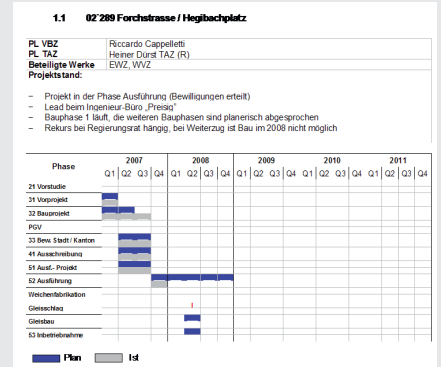 1.1 02`289 Forchstrasse / Hegibachplatz
PL VBZ Riccardo Cappelletti
PL TAZ Heiner Dürst TAZ (R)
Beteiligte Werke EWZ, WVZ
Projektstand:
– Projekt in der Phase Ausführung (Bewilligungen erteilt)
– Lead beim Ingenieur-Büro „Preisig"
– Bauphase 1 läuft, die weiteren Bauphasen sind planerisch abgesprochen
– Rekurs bei Regierungsrat hängig, bei Weiterzug ist Bau im 2008 nicht möglich
Phase 2007 2008 2009 2010 2011
Q1 Q2 Q3 Q4 Q1 Q2 Q3 Q4 Q1 Q2 Q3 Q4 Q1 Q2 Q3 Q4 Q1 Q2 Q3 Q4
21 Vorstudie
31 Vorprojekt
32 Bauprojekt
PGV
33 Bew. Stadt / Kanton
41 Ausschreibung
51 Ausf.- Projekt
52 Ausführung
Weichenfabrikation
Gleisschlag
Gleisbau
53 Inbetriebnahme
Plan Ist